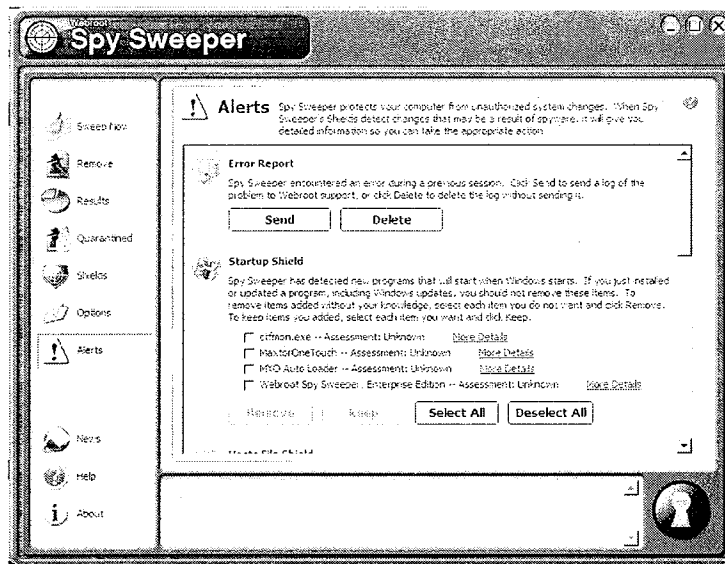 Webroot
Spy Sweeper
Sweep Now
Remove
Results
Quarantined
Shields
Options
Alerts
News
Help
About
Alerts
Spy Sweeper protects your computer from unauthorized system changes. When Spy
Sweeper's Shields detect changes that may be a result of spyware, it will give you
detailed information so you can take the appropriate action
Error Report
Spy Sweeper encountered an error during a previous session. Click Send to send a log of the
problem to Webroot support, or click Delete to delete the log without sending it.
Send Delete
Startup Shield
Spy Sweeper has detected new programs that will start when Windows starts. If you just installed
or updated a program, including Windows updates, you should not remove these items. To
remove items added without your knowledge, select each item you do not want and click Remove.
To keep items you added, select each item you want and click Keep.
ctfmon.exe -- Assessment: Unknown More Details
MaxtorOneTouch -- Assessment: Unknown More Details
MXO Auto Loader -- Assessment: Unknown More Details
Webroot Spy Sweeper, Enterprise Edition -- Assessment: Unknown More Details
Remove Keep Select All Deselect All
Hosts File Shield